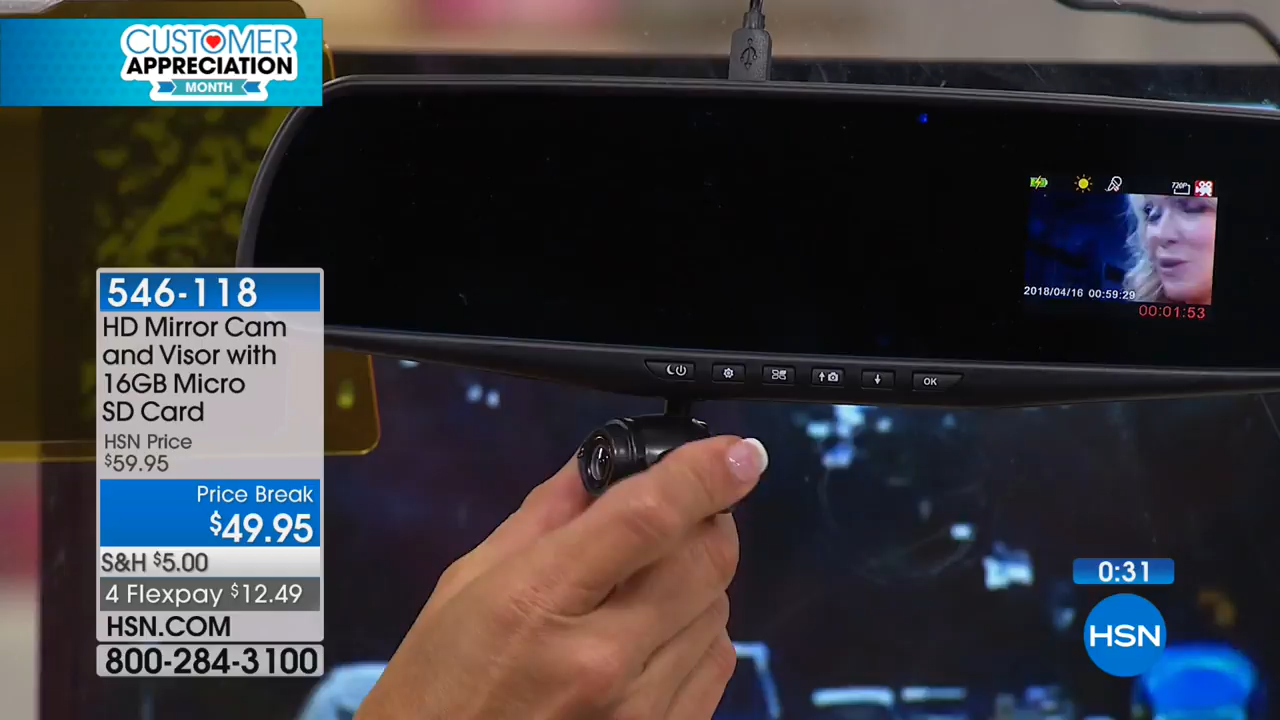 CUSTOMER
APPRECIATION
MONTH
546-118
HD Mirror Cam
and Visor with
16GB Micro
SD Card
HSN Price
$59.95
Price Break
$49.95
S&H $5.00
4 Flexpay $12.49
HSN.COM
800-284-3100
720P
2018/04/16 00:59:29
00:01:53
OK
0:31
HSN